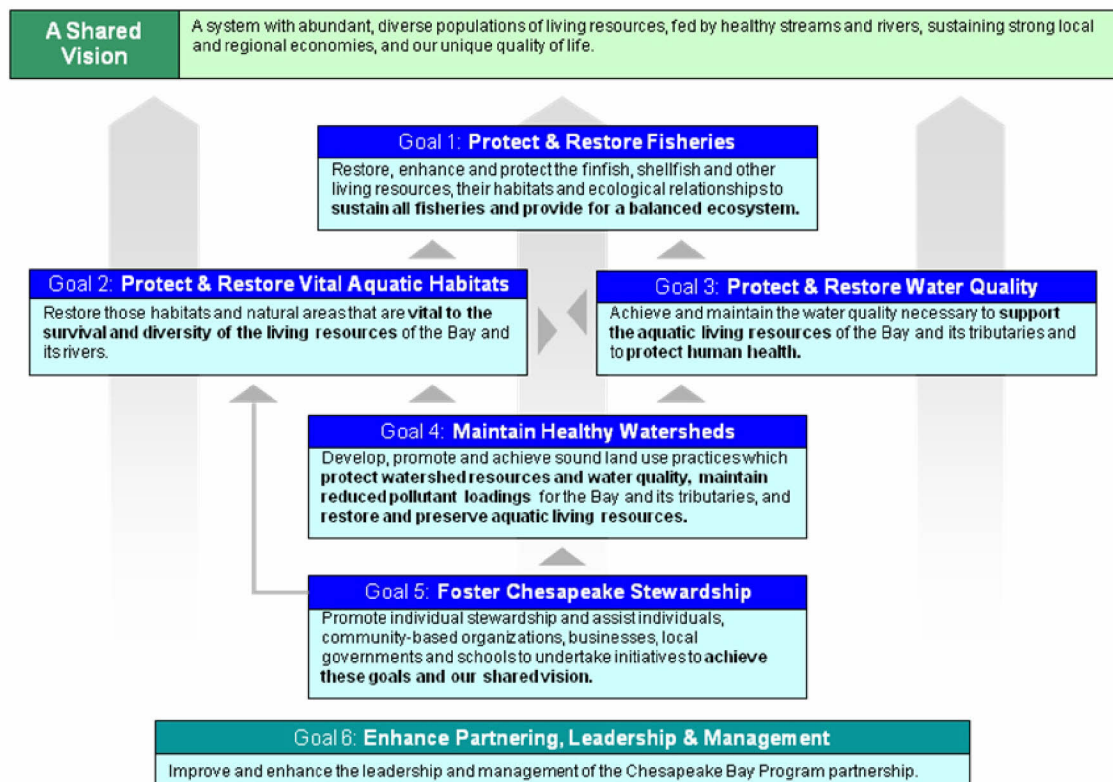 A Shared
Vision
A system with abundant, diverse populations of living resources, fed by healthy streams and rivers, sustaining strong local
and regional economies, and our unique quality of life.
Goal 1: Protect & Restore Fisheries
Restore, enhance and protect the finfish, shellfish and other
living resources, their habitats and ecological relationships to
sustain all fisheries and provide for a balanced ecosystem.
Goal 2: Protect & Restore Vital Aquatic Habitats
Restore those habitats and natural areas that are vital to the
survival and diversity of the living resources of the Bay and
its rivers.
Goal 3: Protect & Restore Water Quality
Achieve and maintain the water quality necessary to support
the aquatic living resources of the Bay and its tributaries and
to protect human health.
Goal 4: Maintain Healthy Watersheds
Develop, promote and achieve sound land use practices which
protect watershed resources and water quality, maintain
reduced pollutant loadings for the Bay and its tributaries, and
restore and preserve aquatic living resources.
Goal 5: Foster Chesapeake Stewardship
Promote individual stewardship and assist individuals,
community-based organizations, businesses, local
governments and schools to undertake initiatives to achieve
these goals and our shared vision.
Goal 6: Enhance Partnering, Leadership & Management
Improve and enhance the leadership and management of the Chesapeake Bay Program partnership.